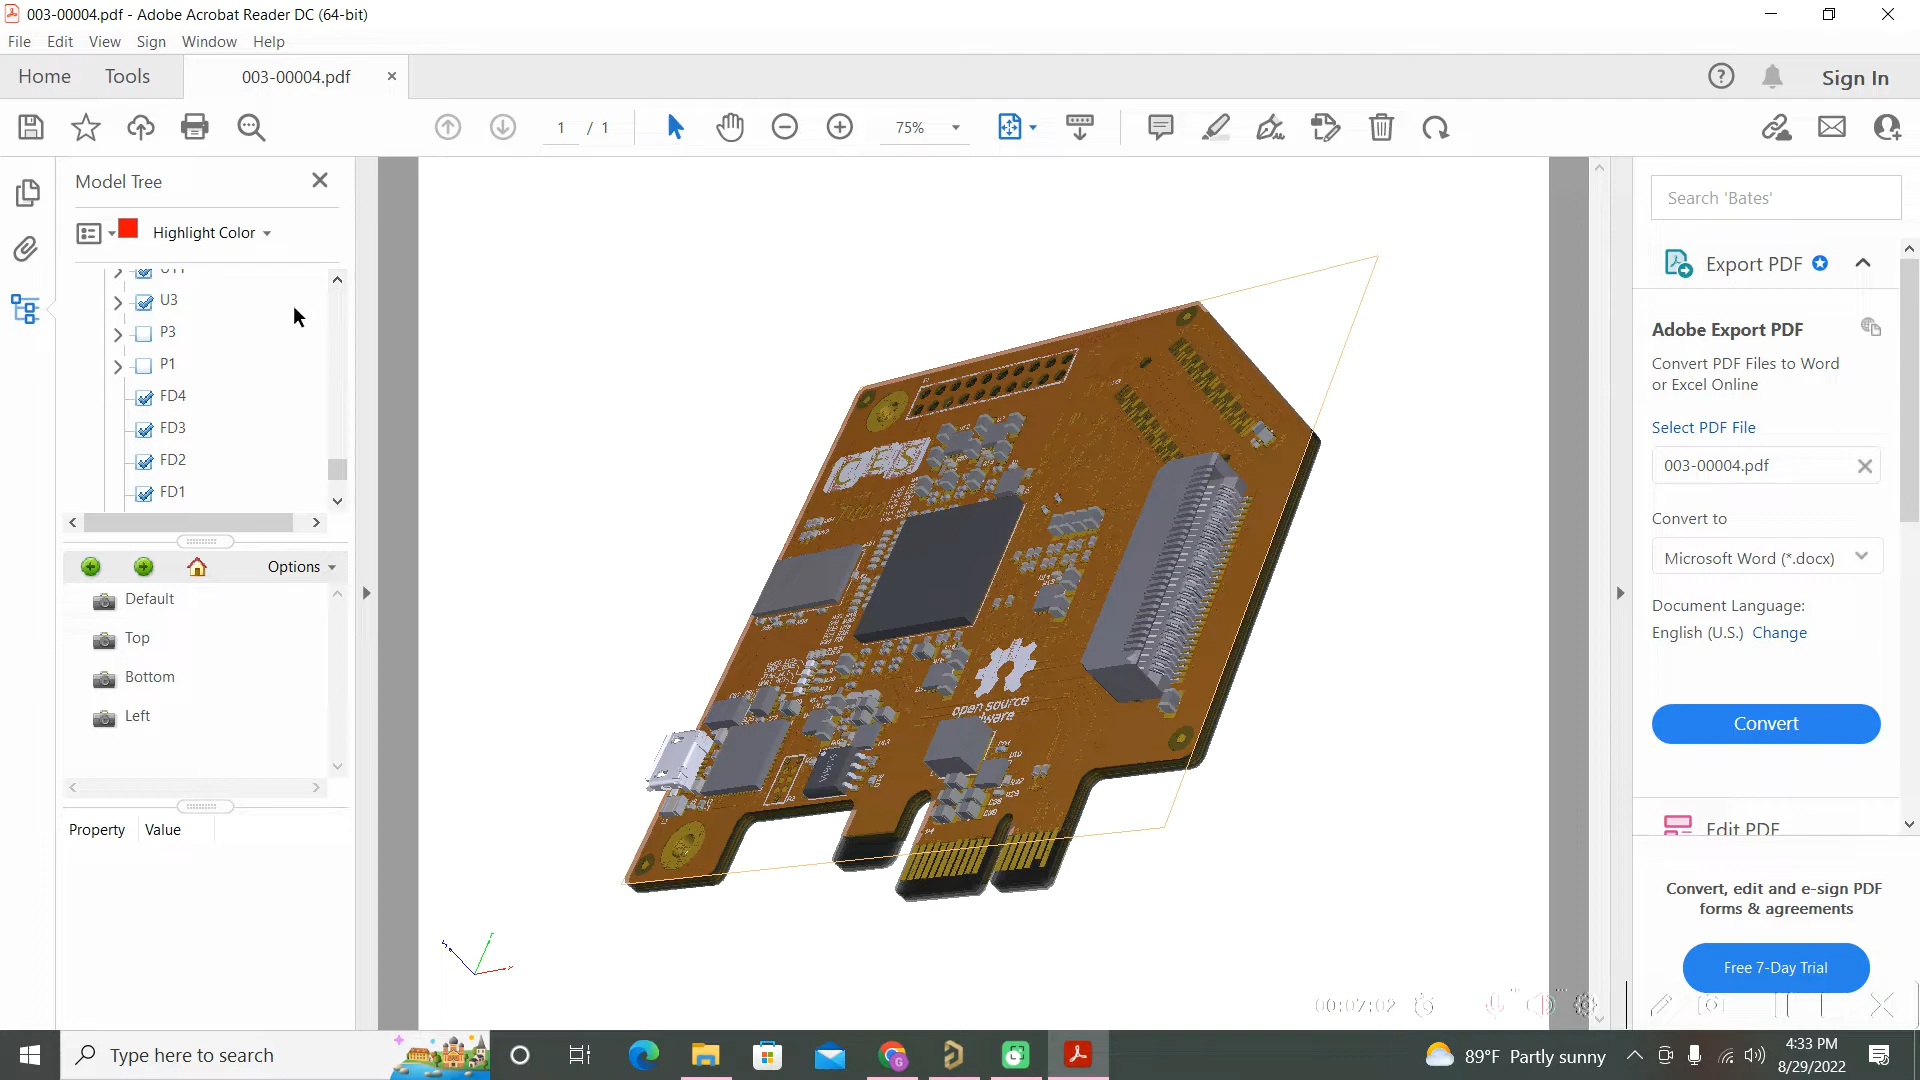 003-00004.pdf - Adobe Acrobat Reader DC (64-bit)
File Edit View Sign Window Help
Home Tools 003-00004.pdf Sign In
1 / 1 75%
Model Tree
Highlight Color
U11
U3
P3
P1
FD4
FD3
FD2
FD1
Options
Default
Top
Bottom
Left
Property Value
open source
Search 'Bates'
Export PDF
Adobe Export PDF
Convert PDF Files to Word
or Excel Online
Select PDF File
003-00004.pdf
Convert to
Microsoft Word (*.docx)
Document Language:
English (U.S.) Change
Convert
Edit PDF
Convert, edit and e-sign PDF
forms & agreements
Free 7-Day Trial
00:07:02
Type here to search
89°F Partly sunny
4:33 PM
8/29/2022